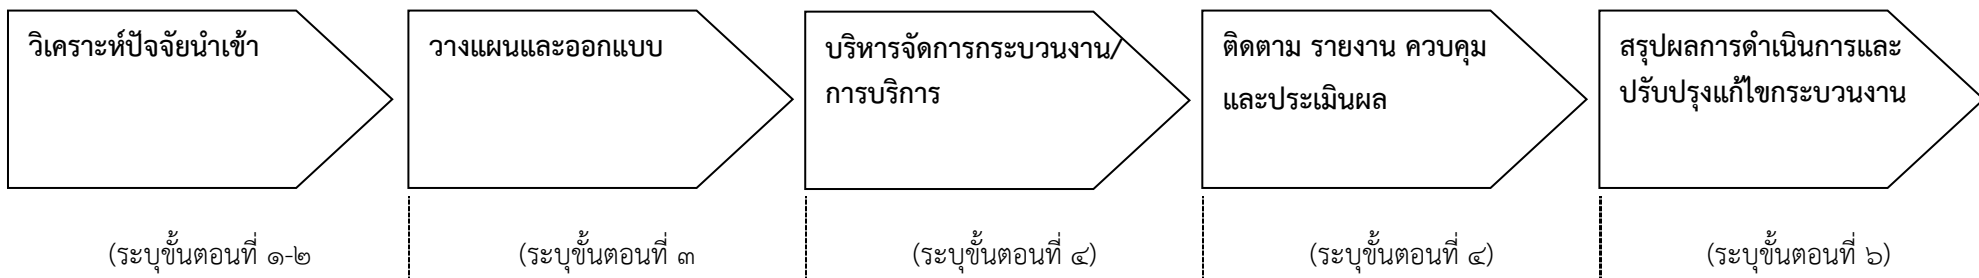 วิเคราะห์ปัจจัยนำเข้า
วางแผนและออกแบบ
บริหารจัดการกระบวนงาน/
การบริการ
ติดตาม รายงาน ควบคุม
และประเมินผล
สรุปผลการดำเนินการและ
ปรับปรุงแก้ไขกระบวนงาน
(ระบุขั้นตอนที่ ๑-๒
(ระบุขั้นตอนที่ ๓
(ระบุขั้นตอนที่ ๔)
(ระบุขั้นตอนที่ ๔)
(ระบุขั้นตอนที่ ๖)